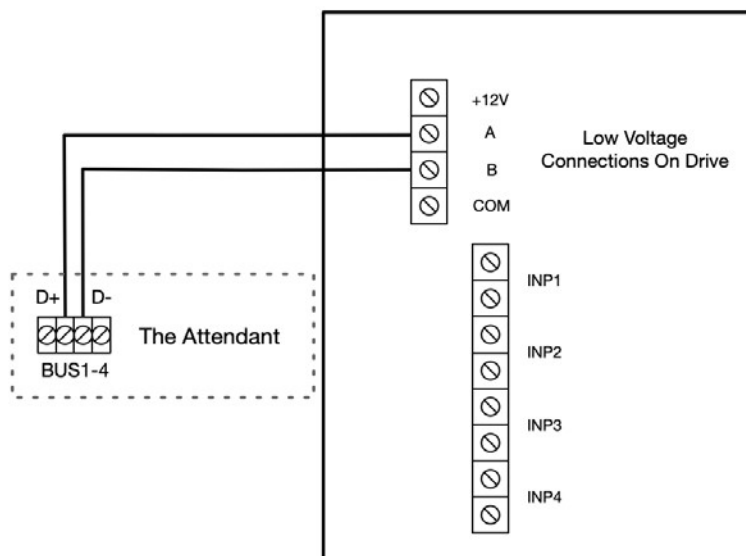 +12V
A
B
COM
Low Voltage
Connections On Drive
INP1
INP2
INP3
INP4
D+ D-
The Attendant
BUS1-4